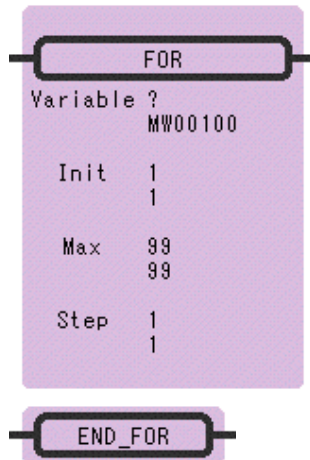 FOR
Variable ?
MW00100
Init 1
1
Max 99
99
Step 1
1
END_FOR